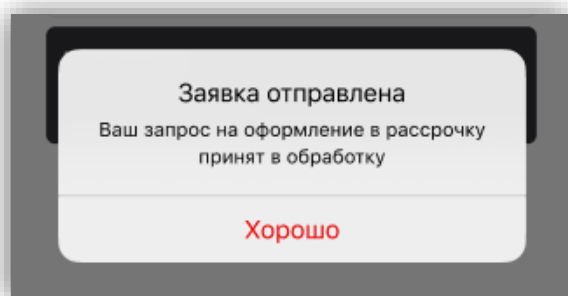 Заявка отправлена
Ваш запрос на оформление в рассрочку
принят в обработку
Хорошо